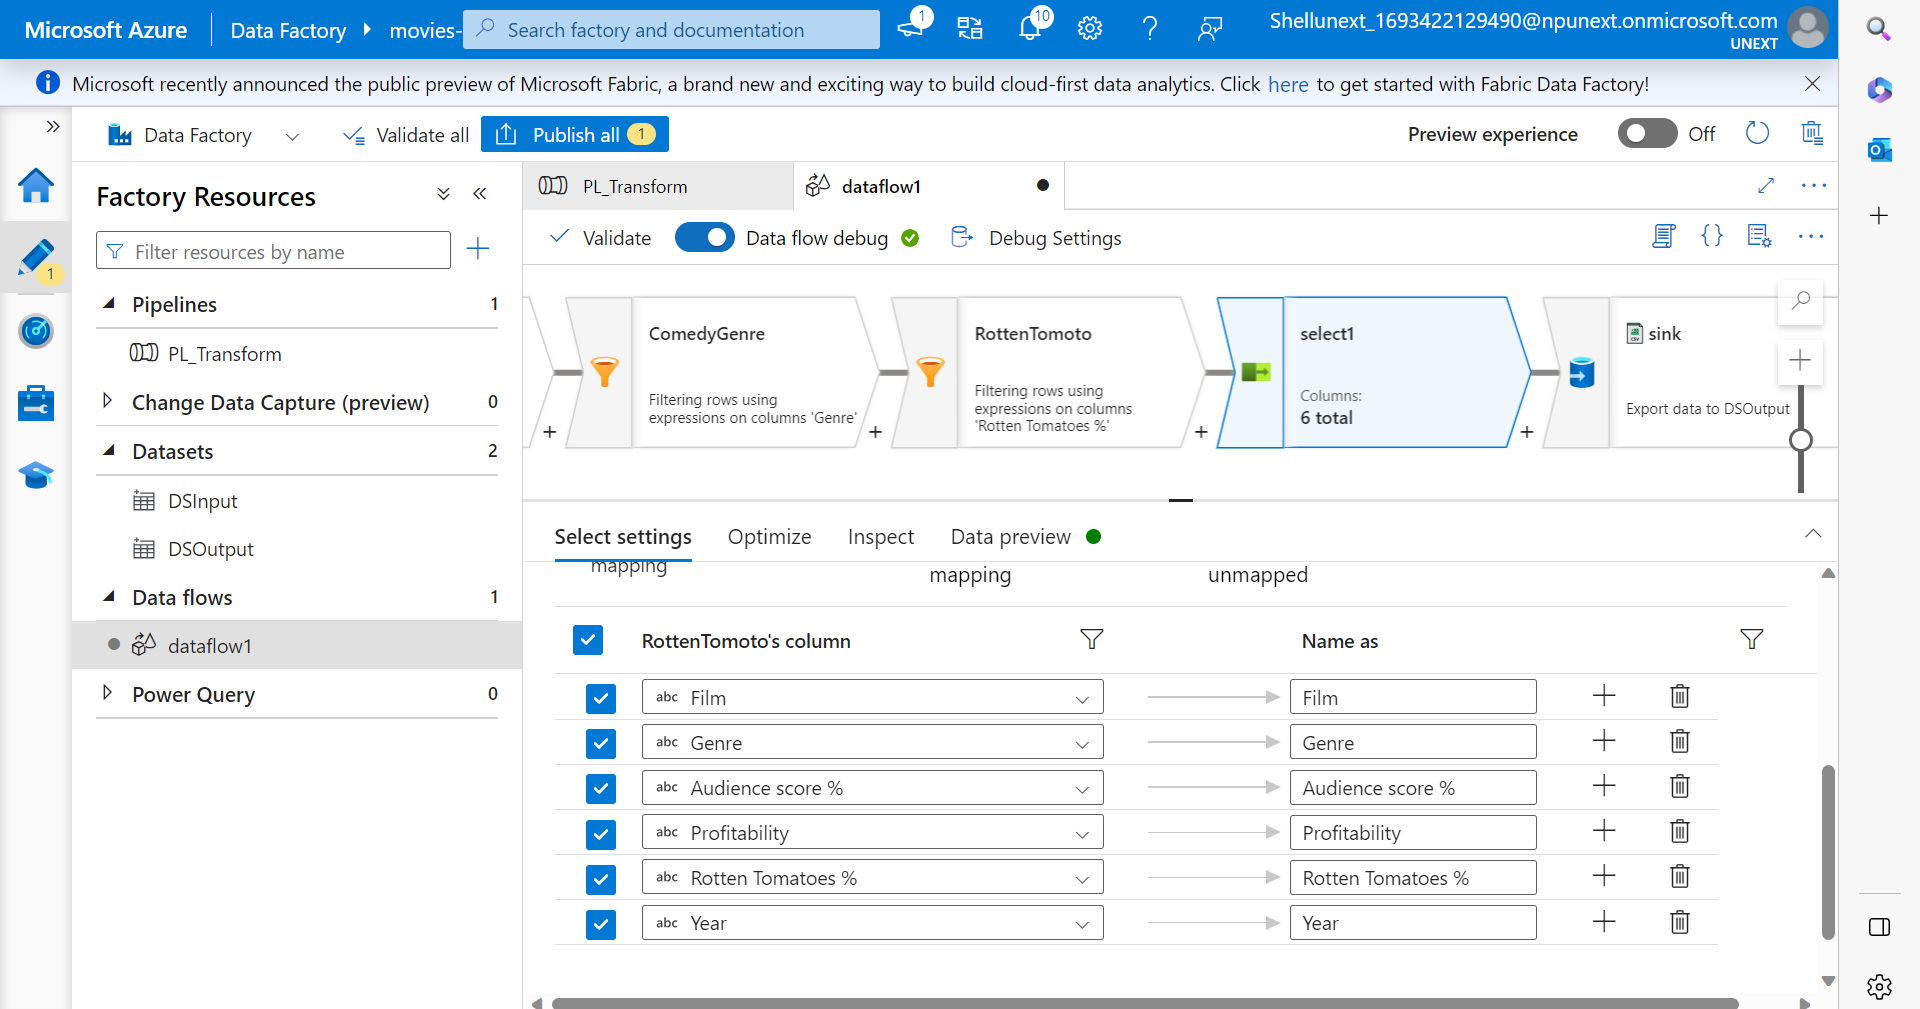 Microsoft Azure
Data Factory
movies-
Search factory and documentation
1
10
Shellunext_1693422129490@npunext.onmicrosoft.com
UNEXT
Microsoft recently announced the public preview of Microsoft Fabric, a brand new and exciting way to build cloud-first data analytics. Click here to get started with Fabric Data Factory!
Data Factory
Validate all
Publish all 1
Preview experience
Off
Factory Resources
Filter resources by name
1
Pipelines 1
PL_Transform
Change Data Capture (preview) 0
Datasets 2
DSInput
DSOutput
Data flows 1
dataflow1
Power Query 0
PL_Transform
dataflow1
Validate
Data flow debug
Debug Settings
ComedyGenre
Filtering rows using
expressions on columns 'Genre'
RottenTomoto
Filtering rows using
expressions on columns
'Rotten Tomatoes %'
select1
Columns:
6 total
CSV
sink
Export data to DSOutput
Select settings
Optimize
Inspect
Data preview
mapping
mapping
unmapped
RottenTomoto's column
Name as
abc Film Film
abc Genre Genre
abc Audience score % Audience score %
abc Profitability Profitability
abc Rotten Tomatoes % Rotten Tomatoes %
abc Year Year